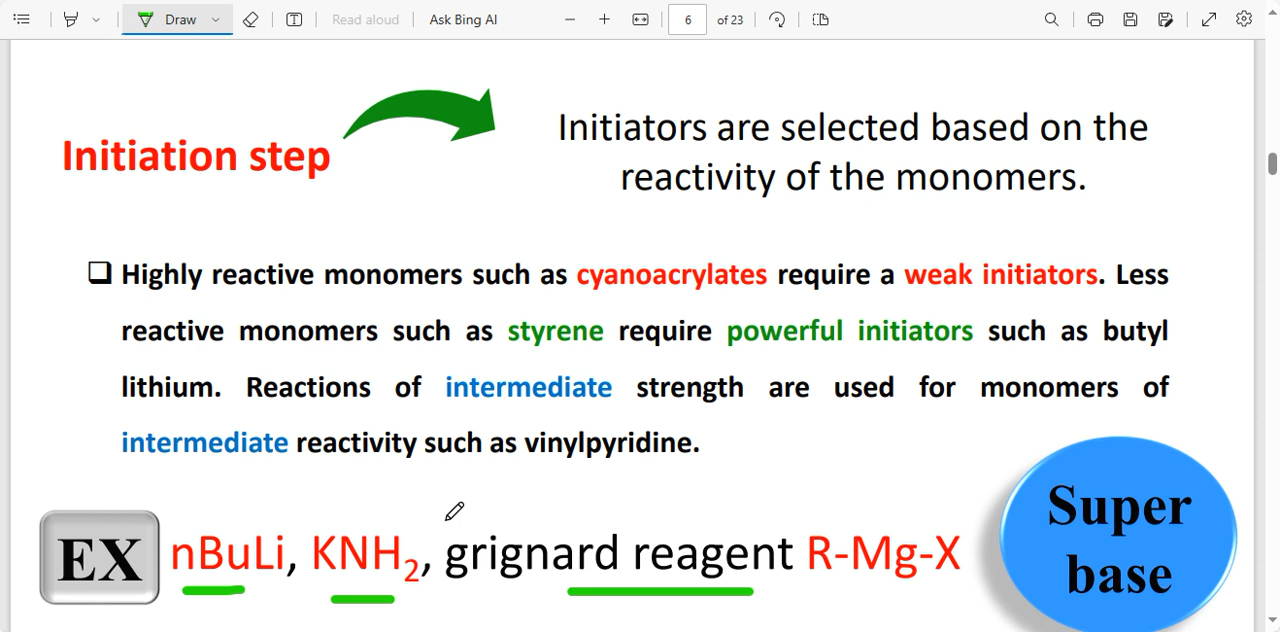 Draw
Read aloud
Ask Bing AI
6 of 23
Initiation step
Initiators are selected based on the
reactivity of the monomers.
Highly reactive monomers such as cyanoacrylates require a weak initiators. Less
reactive monomers such as styrene require powerful initiators such as butyl
lithium. Reactions of intermediate strength are used for monomers of
intermediate reactivity such as vinylpyridine.
EX nBuLi, KNH₂, grignard reagent R-Mg-X
Super
base